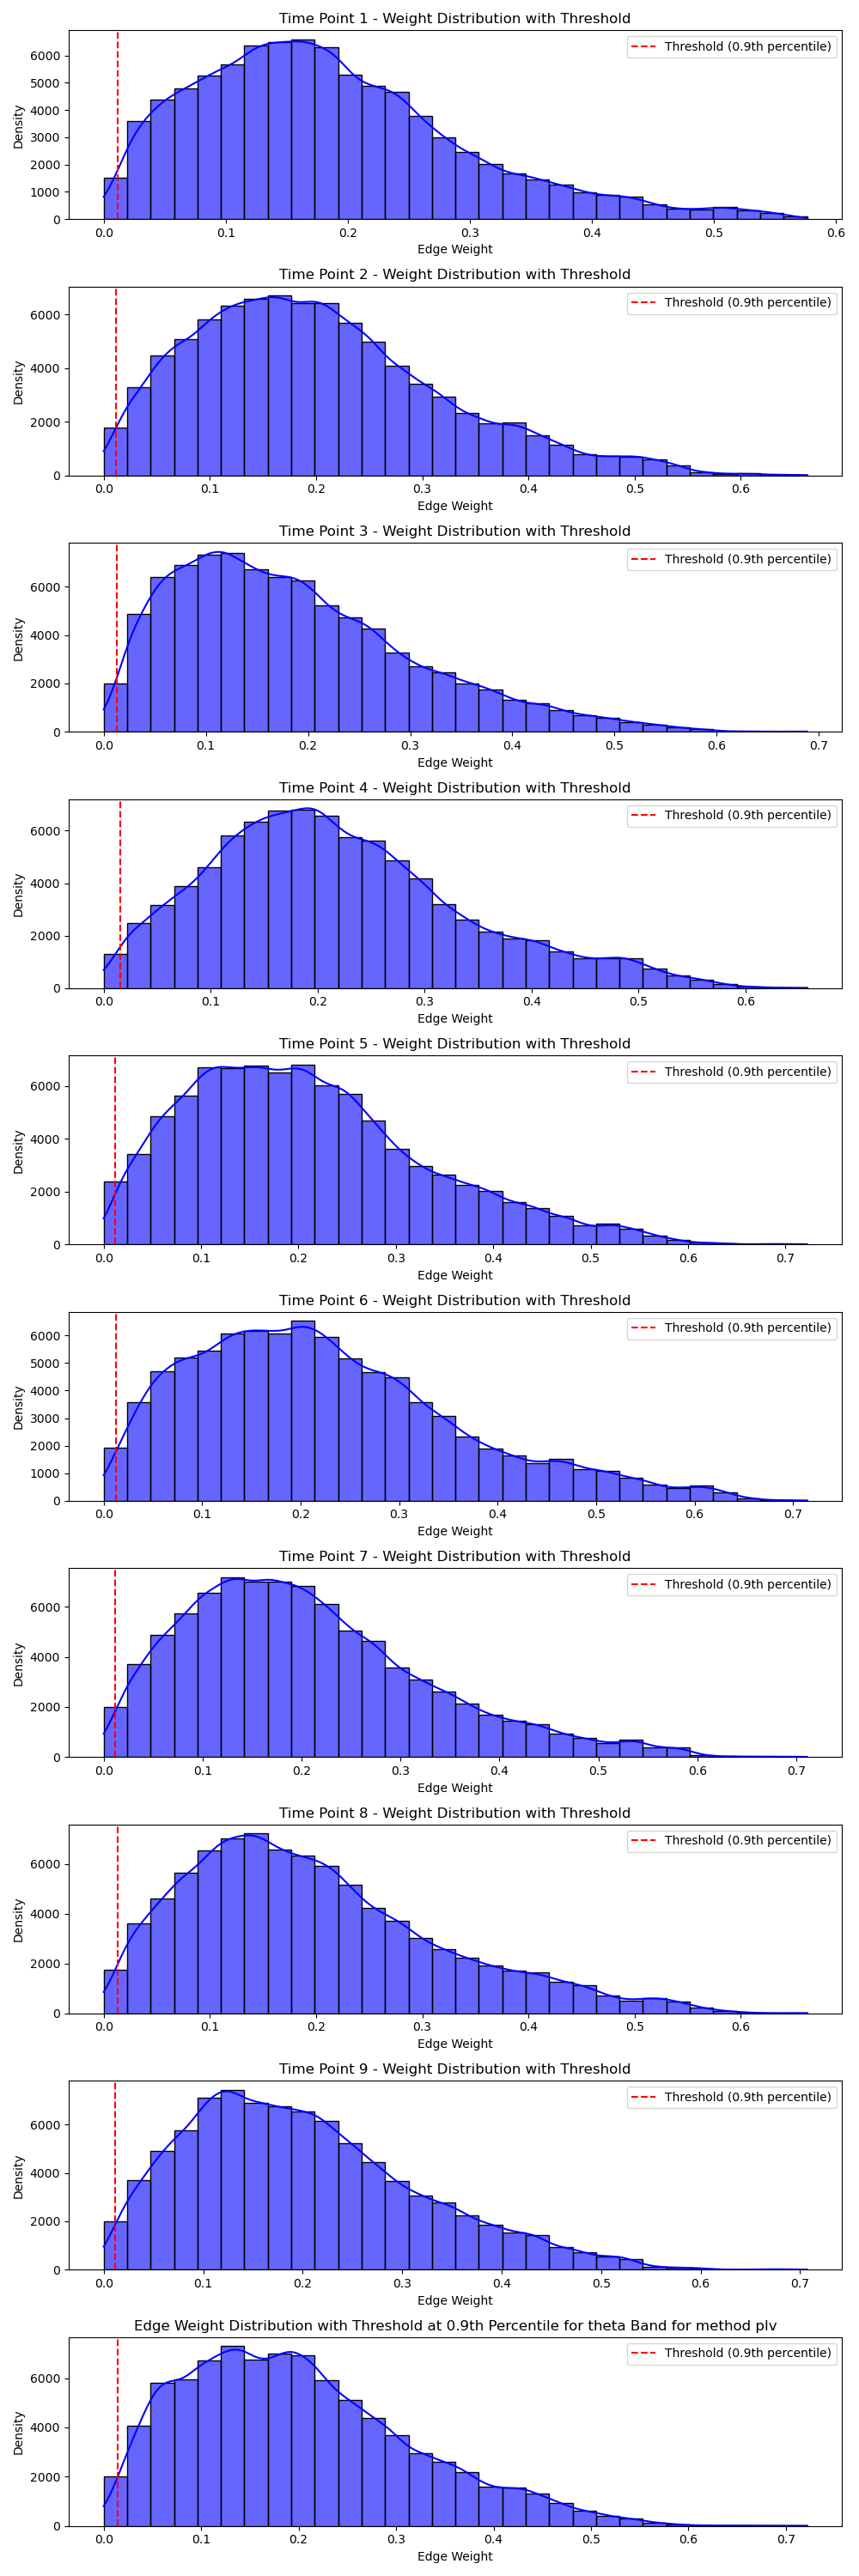 Time Point 1 - Weight Distribution with Threshold
Threshold (0.9th percentile)
Density
6000
5000
4000
3000
2000
1000
0
0.0 0.1 0.2 0.3 0.4 0.5 0.6
Edge Weight
Time Point 2 - Weight Distribution with Threshold
Threshold (0.9th percentile)
Density
6000
4000
2000
0
0.0 0.1 0.2 0.3 0.4 0.5 0.6
Edge Weight
Time Point 3 - Weight Distribution with Threshold
Threshold (0.9th percentile)
Density
6000
4000
2000
0
0.0 0.1 0.2 0.3 0.4 0.5 0.6 0.7
Edge Weight
Time Point 4 - Weight Distribution with Threshold
Threshold (0.9th percentile)
Density
6000
4000
2000
0
0.0 0.1 0.2 0.3 0.4 0.5 0.6
Edge Weight
Time Point 5 - Weight Distribution with Threshold
Threshold (0.9th percentile)
Density
6000
4000
2000
0
0.0 0.1 0.2 0.3 0.4 0.5 0.6 0.7
Edge Weight
Time Point 6 - Weight Distribution with Threshold
Threshold (0.9th percentile)
Density
6000
5000
4000
3000
2000
1000
0
0.0 0.1 0.2 0.3 0.4 0.5 0.6 0.7
Edge Weight
Time Point 7 - Weight Distribution with Threshold
Threshold (0.9th percentile)
Density
6000
4000
2000
0
0.0 0.1 0.2 0.3 0.4 0.5 0.6 0.7
Edge Weight
Time Point 8 - Weight Distribution with Threshold
Threshold (0.9th percentile)
Density
6000
4000
2000
0
0.0 0.1 0.2 0.3 0.4 0.5 0.6
Edge Weight
Time Point 9 - Weight Distribution with Threshold
Threshold (0.9th percentile)
Density
6000
4000
2000
0
0.0 0.1 0.2 0.3 0.4 0.5 0.6 0.7
Edge Weight
Edge Weight Distribution with Threshold at 0.9th Percentile for theta Band for method plv
Threshold (0.9th percentile)
Density
6000
4000
2000
0
0.0 0.1 0.2 0.3 0.4 0.5 0.6 0.7
Edge Weight